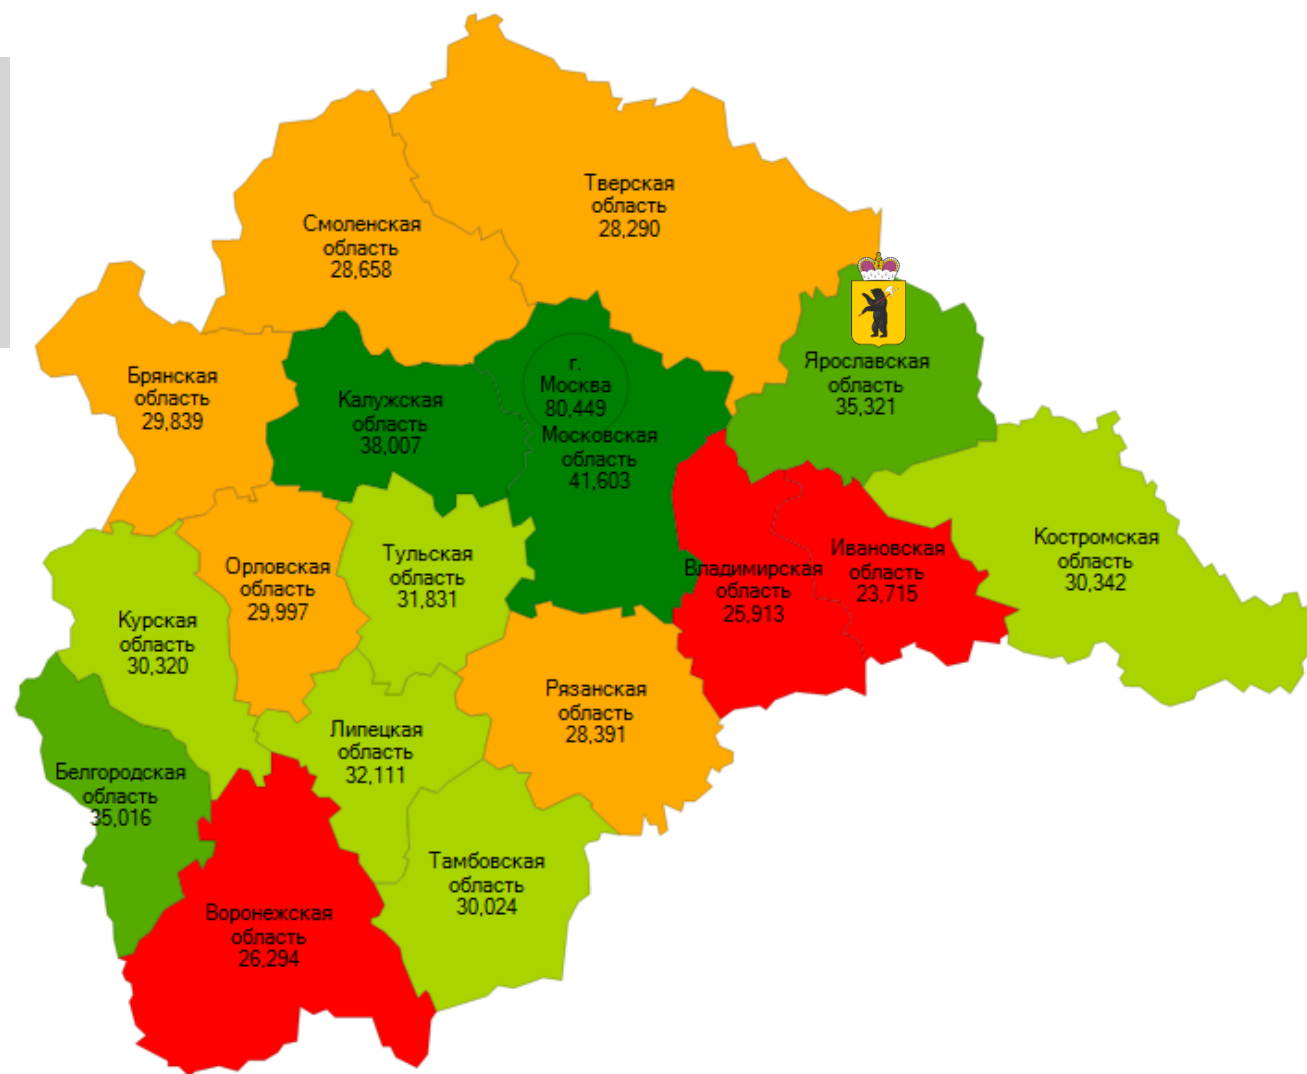 Тверская
область
28,290
Смоленская
область
28,658
Ярославская
область
35,321
г.
Москва
80,449
Московская
область
41,603
Брянская
область
29,839
Калужская
область
38,007
Костромская
область
30,342
Ивановская
область
23,715
Владимирская
область
25,913
Тульская
область
31,831
Орловская
область
29,997
Курская
область
30,320
Рязанская
область
28,391
Липецкая
область
32,111
Белгородская
область
35,016
Тамбовская
область
30,024
Воронежская
область
26,294